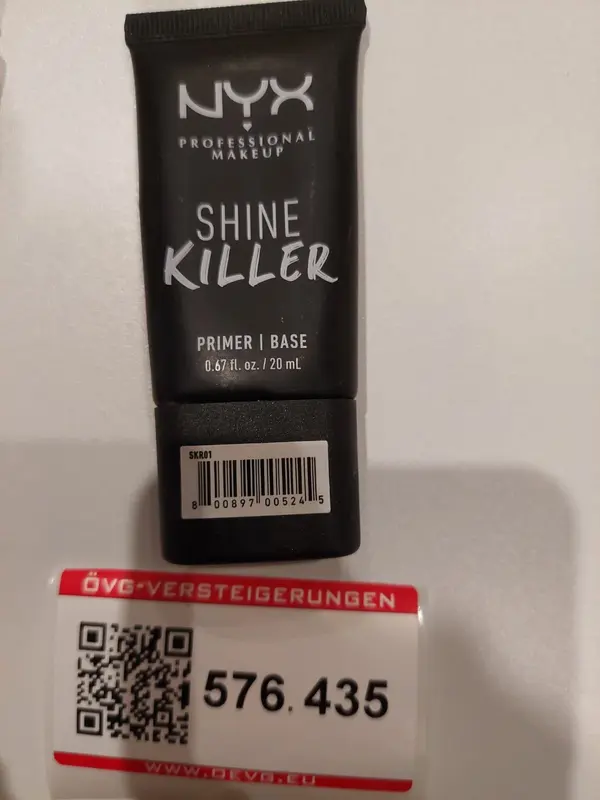 NYX
PROFESSIONAL
MAKEUP
SHINE
KILLER
PRIMER | BASE
0.67 fl. oz. / 20 mL
SKR01
8 00897 00524 5
ÖVG-VERSTEIGERUNGEN
576.435
WWW.OEVG.EU